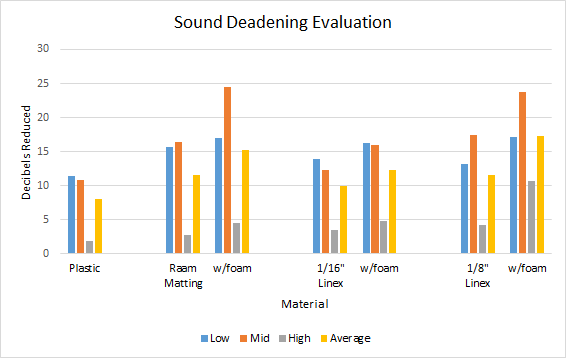 Sound Deadening Evaluation
Decibels Reduced
30
25
20
15
10
5
0
Plastic
Raam
Matting
w/foam
1/16"
Linex
w/foam
1/8"
Linex
w/foam
Material
Low Mid High Average